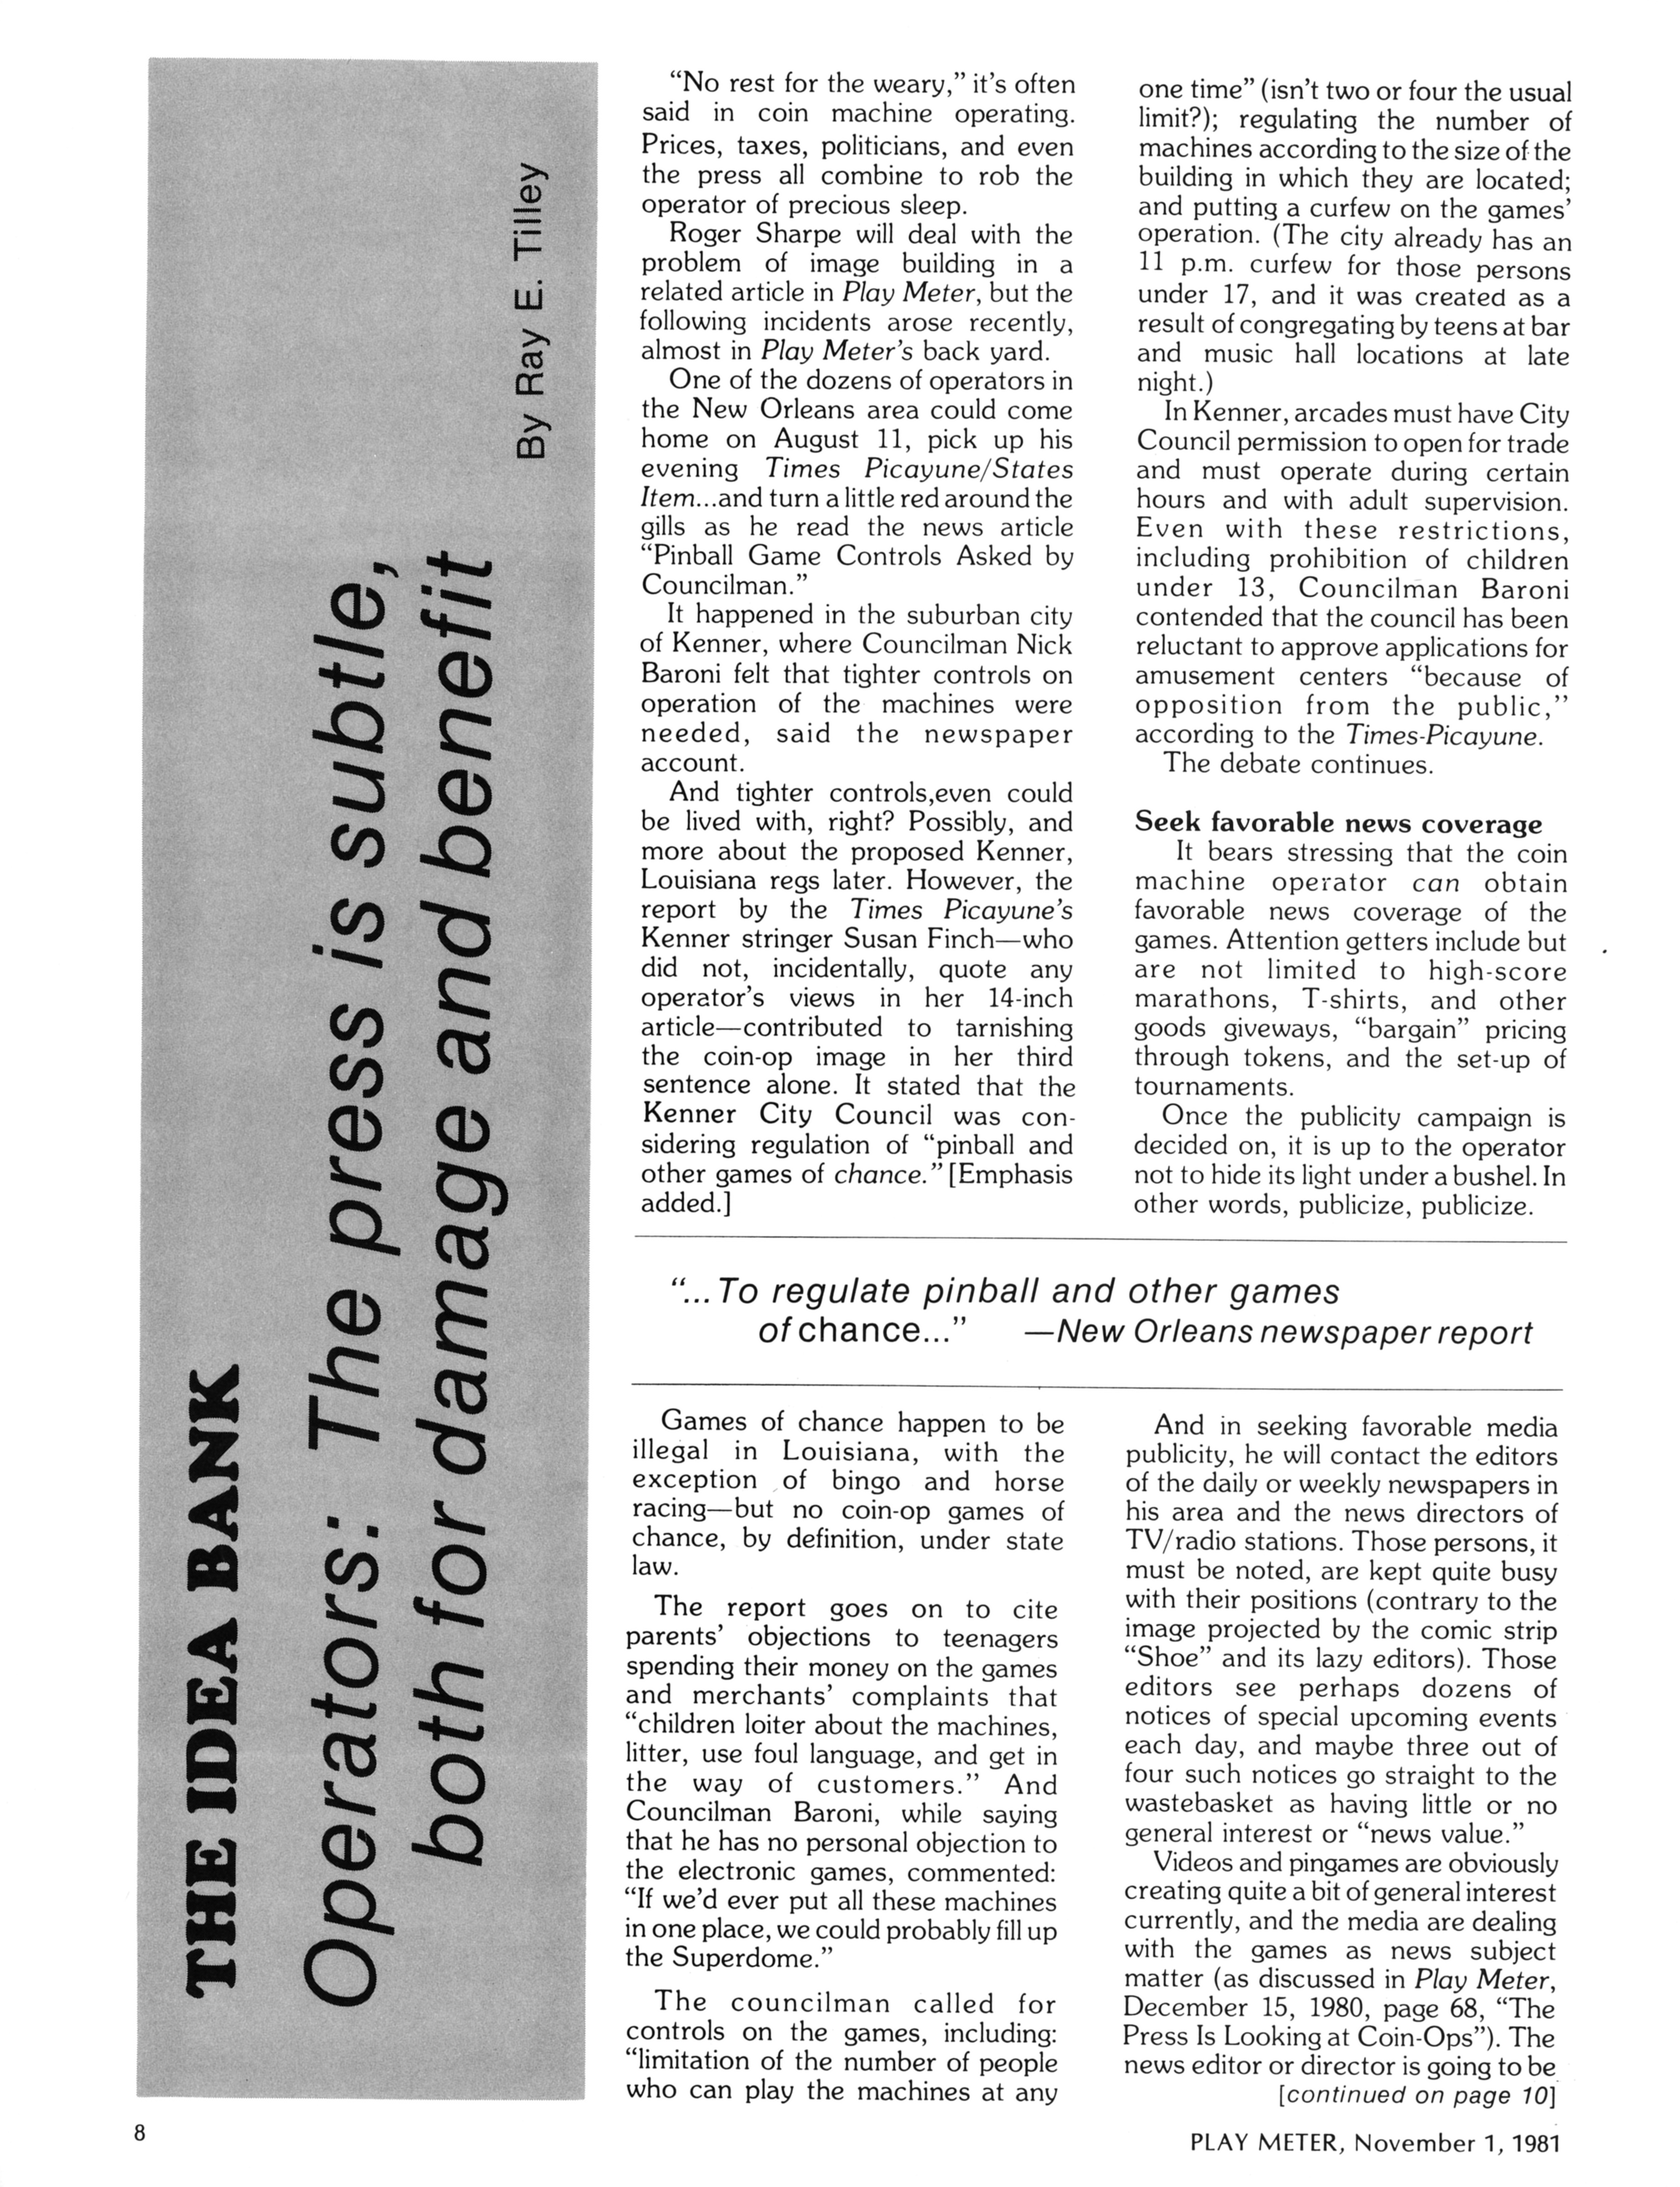 THE IDEA BANK
Operators: The press is subtle,
both for damage and benefit
By Ray E. Tilley
“No rest for the weary,” it’s often
said in coin machine operating.
Prices, taxes, politicians, and even
the press all combine to rob the
operator of precious sleep.
Roger Sharpe will deal with the
problem of image building in a
related article in Play Meter, but the
following incidents arose recently,
almost in Play Meter’s back yard.
One of the dozens of operators in
the New Orleans area could come
home on August 11, pick up his
evening Times Picayune/States
Item...and turn a little red around the
gills as he read the news article
“Pinball Game Controls Asked by
Councilman.”
It happened in the suburban city
of Kenner, where Councilman Nick
Baroni felt that tighter controls on
operation of the machines were
needed, said the newspaper
account.
And tighter controls,even could
be lived with, right? Possibly, and
more about the proposed Kenner,
Louisiana regs later. However, the
report by the Times Picayune’s
Kenner stringer Susan Finch—who
did not, incidentally, quote any
operator’s views in her 14-inch
article—contributed to tarnishing
the coin-op image in her third
sentence alone. It stated that the
Kenner City Council was con-
sidering regulation of “pinball and
other games of chance.” [Emphasis
added.]
one time” (isn’t two or four the usual
limit?); regulating the number of
machines according to the size of the
building in which they are located;
and putting a curfew on the games’
operation. (The city already has an
11 p.m. curfew for those persons
under 17, and it was created as a
result of congregating by teens at bar
and music hall locations at late
night.)
In Kenner, arcades must have City
Council permission to open for trade
and must operate during certain
hours and with adult supervision.
Even with these restrictions,
including prohibition of children
under 13, Councilman Baroni
contended that the council has been
reluctant to approve applications for
amusement centers “because of
opposition from the public,”
according to the Times-Picayune.
The debate continues.
Seek favorable news coverage
It bears stressing that the coin
machine operator can obtain
favorable news coverage of the
games. Attention getters include but
are not limited to high-score
marathons, T-shirts, and other
goods giveways, “bargain” pricing
through tokens, and the set-up of
tournaments.
Once the publicity campaign is
decided on, it is up to the operator
not to hide its light under a bushel. In
other words, publicize, publicize.
“...To regulate pinball and other games
of chance...” —New Orleans newspaper report
Games of chance happen to be
illegal in Louisiana, with the
exception of bingo and horse
racing—but no coin-op games of
chance, by definition, under state
law.
The report goes on to cite
parents’ objections to teenagers
spending their money on the games
and merchants’ complaints that
“children loiter about the machines,
litter, use foul language, and get in
the way of customers.” And
Councilman Baroni, while saying
that he has no personal objection to
the electronic games, commented:
“If we’d ever put all these machines
in one place, we could probably fill up
the Superdome.”
The councilman called for
controls on the games, including:
“limitation of the number of people
who can play the machines at any
And in seeking favorable media
publicity, he will contact the editors
of the daily or weekly newspapers in
his area and the news directors of
TV/radio stations. Those persons, it
must be noted, are kept quite busy
with their positions (contrary to the
image projected by the comic strip
“Shoe” and its lazy editors). Those
editors see perhaps dozens of
notices of special upcoming events
each day, and maybe three out of
four such notices go straight to the
wastebasket as having little or no
general interest or “news value.”
Videos and pingames are obviously
creating quite a bit of general interest
currently, and the media are dealing
with the games as news subject
matter (as discussed in Play Meter,
December 15, 1980, page 68, “The
Press Is Looking at Coin-Ops”). The
news editor or director is going to be
[continued on page 10]
8
PLAY METER, November 1, 1981